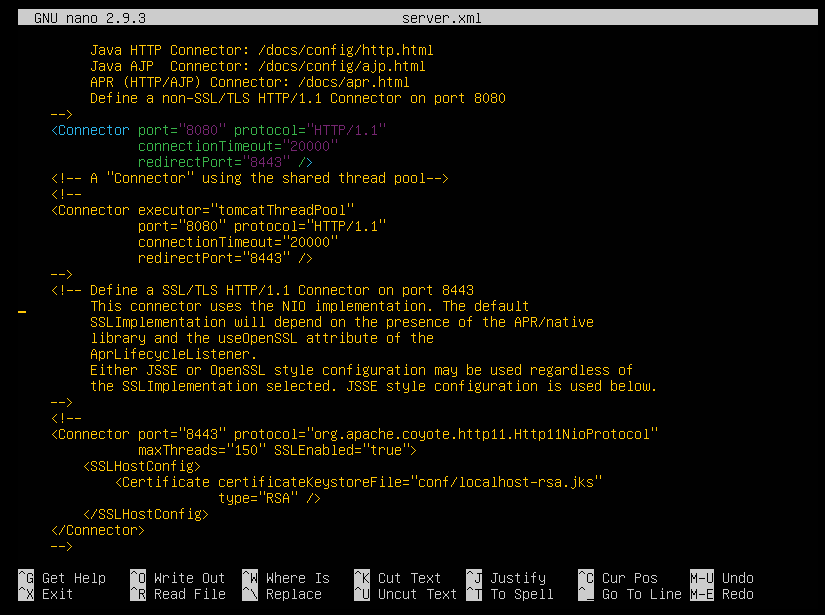 GNU nano 2.9.3 server.xml
Java HTTP Connector: /docs/config/http.html
Java AJP  Connector: /docs/config/ajp.html
APR (HTTP/AJP) Connector: /docs/apr.html
Define a non-SSL/TLS HTTP/1.1 Connector on port 8080
-->
<Connector port="8080" protocol="HTTP/1.1"
connectionTimeout="20000"
redirectPort="8443" />
<!-- A "Connector" using the shared thread pool-->
<!--
<Connector executor="tomcatThreadPool"
port="8080" protocol="HTTP/1.1"
connectionTimeout="20000"
redirectPort="8443" />
-->
<!-- Define a SSL/TLS HTTP/1.1 Connector on port 8443
This connector uses the NIO implementation. The default
SSLImplementation will depend on the presence of the APR/native
library and the useOpenSSL attribute of the
AprLifecycleListener.
Either JSSE or OpenSSL style configuration may be used regardless of
the SSLImplementation selected. JSSE style configuration is used below.
-->
<!--
<Connector port="8443" protocol="org.apache.coyote.http11.Http11NioProtocol"
maxThreads="150" SSLEnabled="true">
<SSLHostConfig>
<Certificate certificateKeystoreFile="conf/localhost-rsa.jks"
type="RSA" />
</SSLHostConfig>
</Connector>
-->
^G Get Help ^O Write Out ^W Where Is ^K Cut Text ^J Justify ^C Cur Pos M-U Undo
^X Exit ^R Read File ^\ Replace ^U Uncut Text ^T To Spell ^_ Go To Line M-E Redo